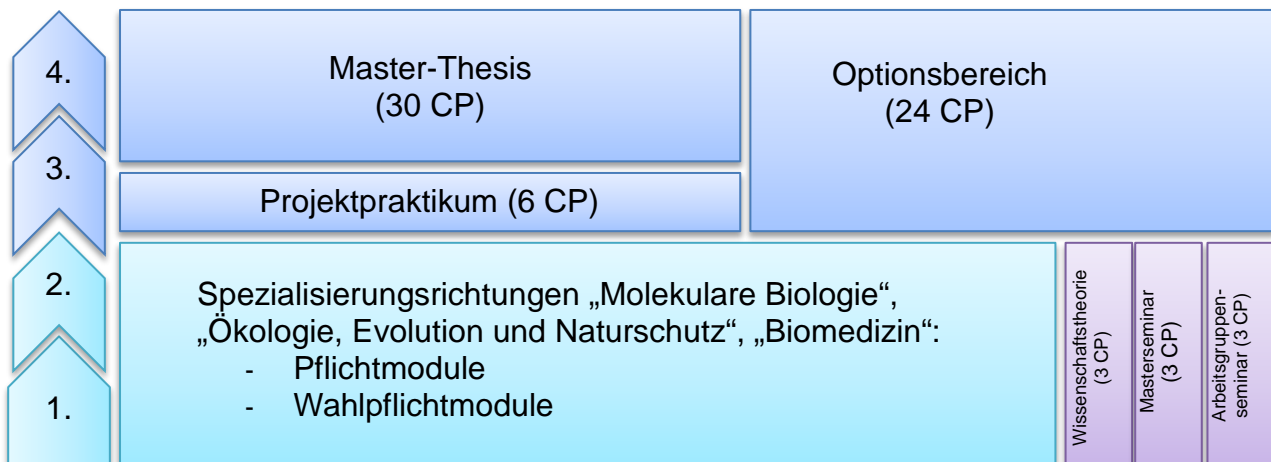 4.
Master-Thesis
(30 CP)
Optionsbereich
(24 CP)
3.
Projektpraktikum (6 CP)
2.
Spezialisierungsrichtungen „Molekulare Biologie“,
„Ökologie, Evolution und Naturschutz“, „Biomedizin“:
- Pflichtmodule
- Wahlpflichtmodule
1.
Wissenschaftstheorie
(3 CP)
Masterseminar
(3 CP)
Arbeitsgruppen-
seminar (3 CP)